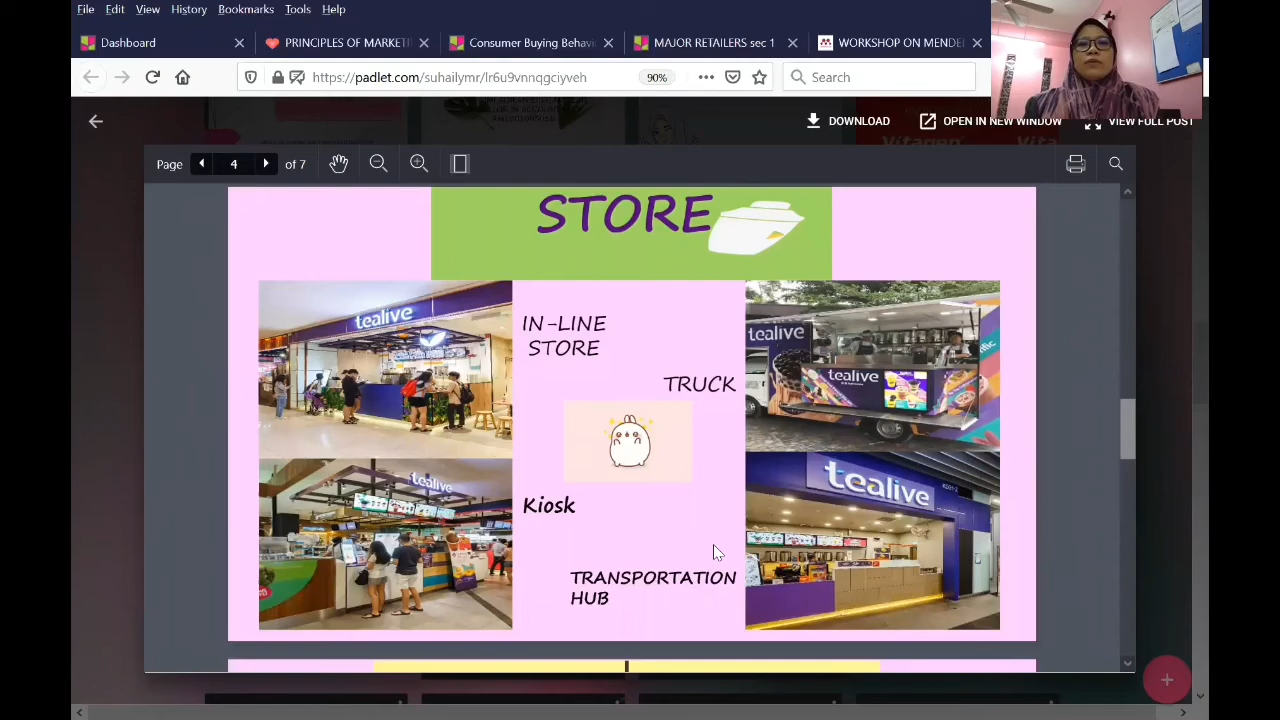 File Edit View History Bookmarks Tools Help
Dashboard
PRINCIPLES OF MARKETI
Consumer Buying Behavi
MAJOR RETAILERS sec 1
WORKSHOP ON MENDE
https://padlet.com/suhailymr/lr6u9vnnqgciyveh
90%
Search
DOWNLOAD
OPEN IN NEW WINDOW
VIEW FULL POST
Page 4 of 7
STORE
tealive
IN-LINE
STORE
TRUCK
tealive
tealive
Kiosk
tealive
TRANSPORTATION
HUB
tealive